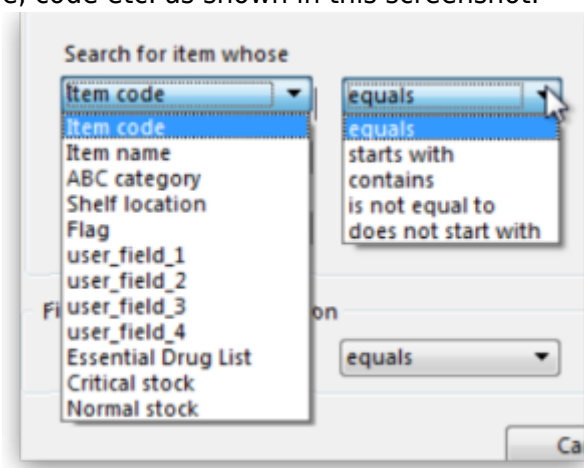 code etc. as shown in this screenshot.
Search for item whose
Item code
equals
Item code
Item name
ABC category
Shelf location
Flag
user_field_1
user_field_2
user_field_3
user_field_4
Essential Drug List
Critical stock
Normal stock
equals
starts with
contains
is not equal to
does not start with
Fi
on
equals
Ca